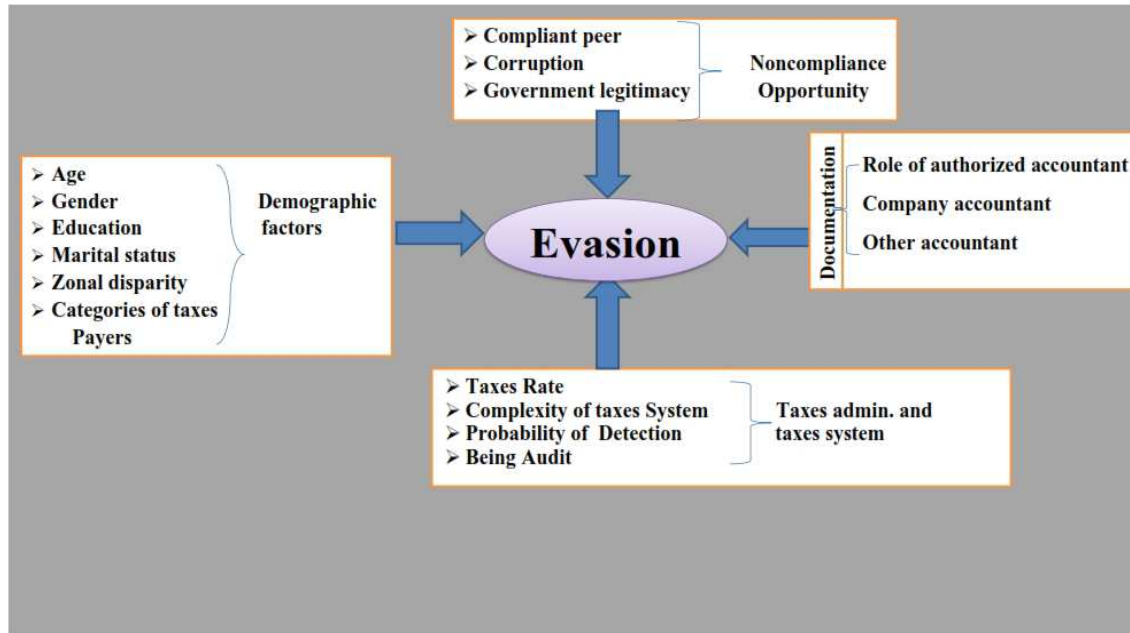 ➢ Compliant peer
➢ Corruption
➢ Government legitimacy
Noncompliance
Opportunity
➢ Age
➢ Gender
➢ Education
➢ Marital status
➢ Zonal disparity
➢ Categories of taxes
Payers
Demographic
factors
Evasion
Documentation
Role of authorized accountant
Company accountant
Other accountant
➢ Taxes Rate
➢ Complexity of taxes System
➢ Probability of Detection
➢ Being Audit
Taxes admin. and
taxes system